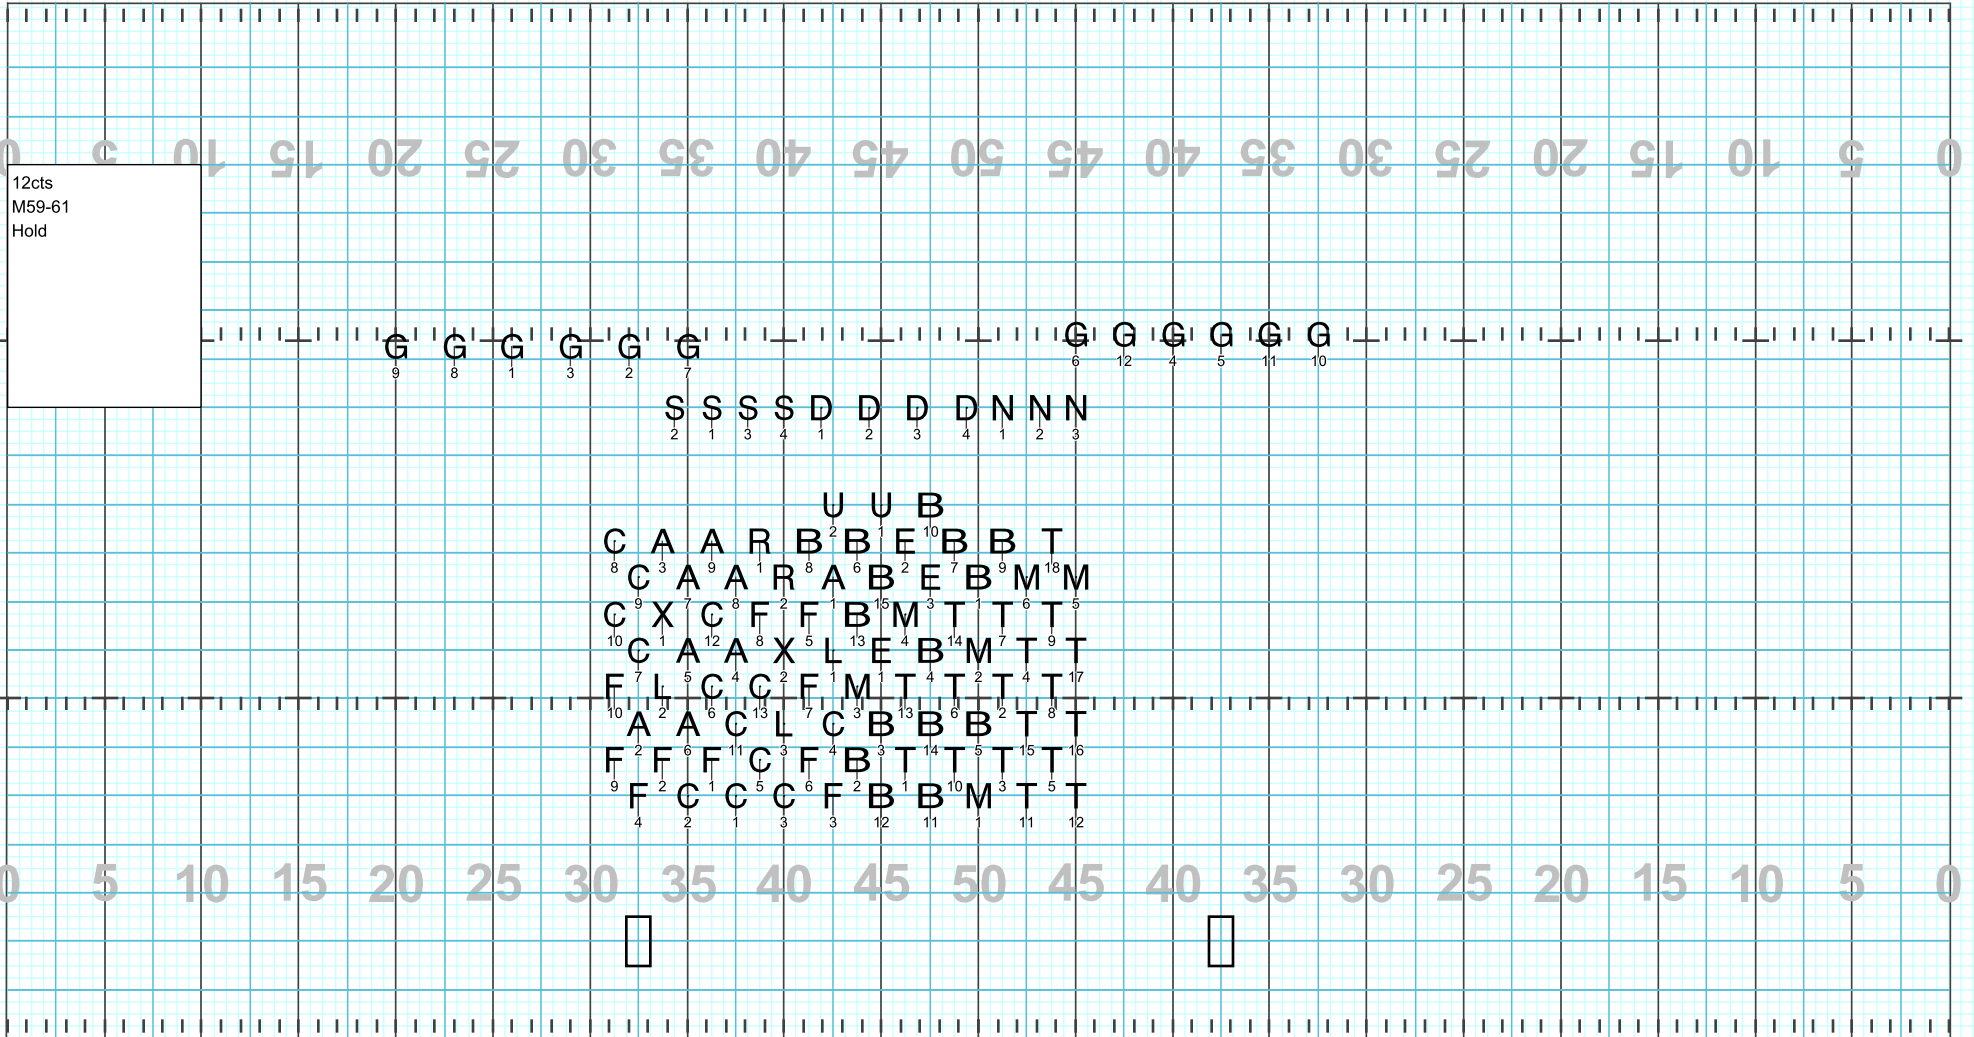 0 5 10 15 20 25 30 35 40 45 50 45 40 35 30 25 20 15 10 5 0
12cts
M59-61
Hold
G G G G G G G G G G G G
9 8 1 3 2 7 6 12 4 5 11 10
S S S S D D D D N N N
2 1 3 4 1 2 3 4 1 2 3
U U B
2 1 10
C A A R B B E B B T
8 3 9 1 8 6 2 7 9 18
C A A R A B E B M M
9 7 8 2 1 15 3 1 6 5
C X C F F B M T T T
10 1 12 8 5 13 4 14 7 9
C A A X L E B M T T
7 5 4 2 1 1 4 2 4 17
F L C C F M T T T T
10 2 6 13 7 3 13 6 2 8
A A C L C B B B T T
2 6 11 3 4 3 14 5 15 16
F F F C F B T T T T
9 2 1 5 6 2 1 10 3 5
F C C C F B B M T T
4 2 1 3 3 12 11 1 11 12
0 5 10 15 20 25 30 35 40 45 50 45 40 35 30 25 20 15 10 5 0